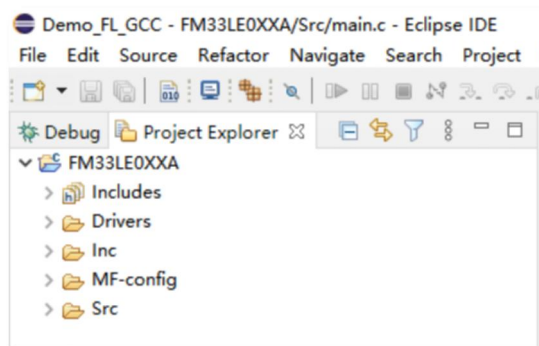 Demo_FL_GCC - FM33LE0XXA/Src/main.c - Eclipse IDE
File Edit Source Refactor Navigate Search Project
010
Debug Project Explorer
FM33LE0XXA
Includes
Drivers
Inc
MF-config
Src